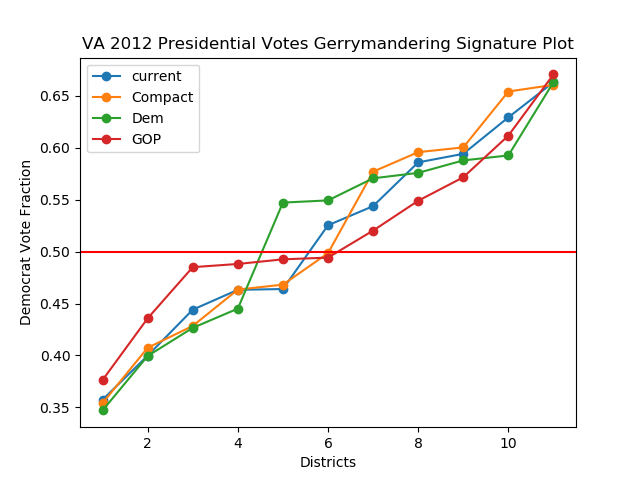 VA 2012 Presidential Votes Gerrymandering Signature Plot
current
Compact
Dem
GOP
Democrat Vote Fraction
0.65
0.60
0.55
0.50
0.45
0.40
0.35
2 4 6 8 10
Districts